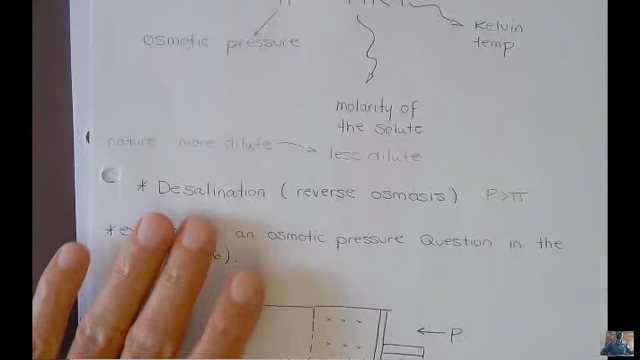 Kelvin
osmotic pressure
temp
molarity of
the solute
nature more dilute → less dilute
* Desalination (reverse osmosis) P>π
an osmotic pressure Question in the
← P